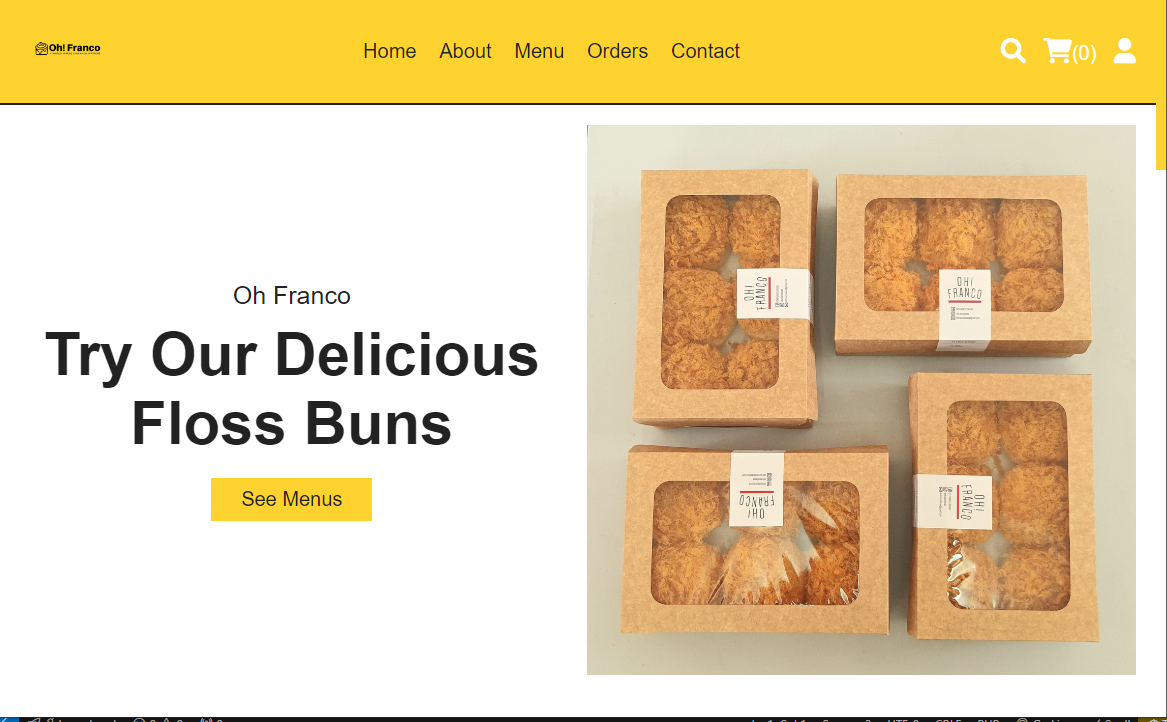 Oh! Franco
Home About Menu Orders Contact
(0)
Oh Franco
Try Our Delicious
Floss Buns
See Menus
OH!
FRANCO
OH!
FRANCO
OH!
FRANCO
OH!
FRANCO